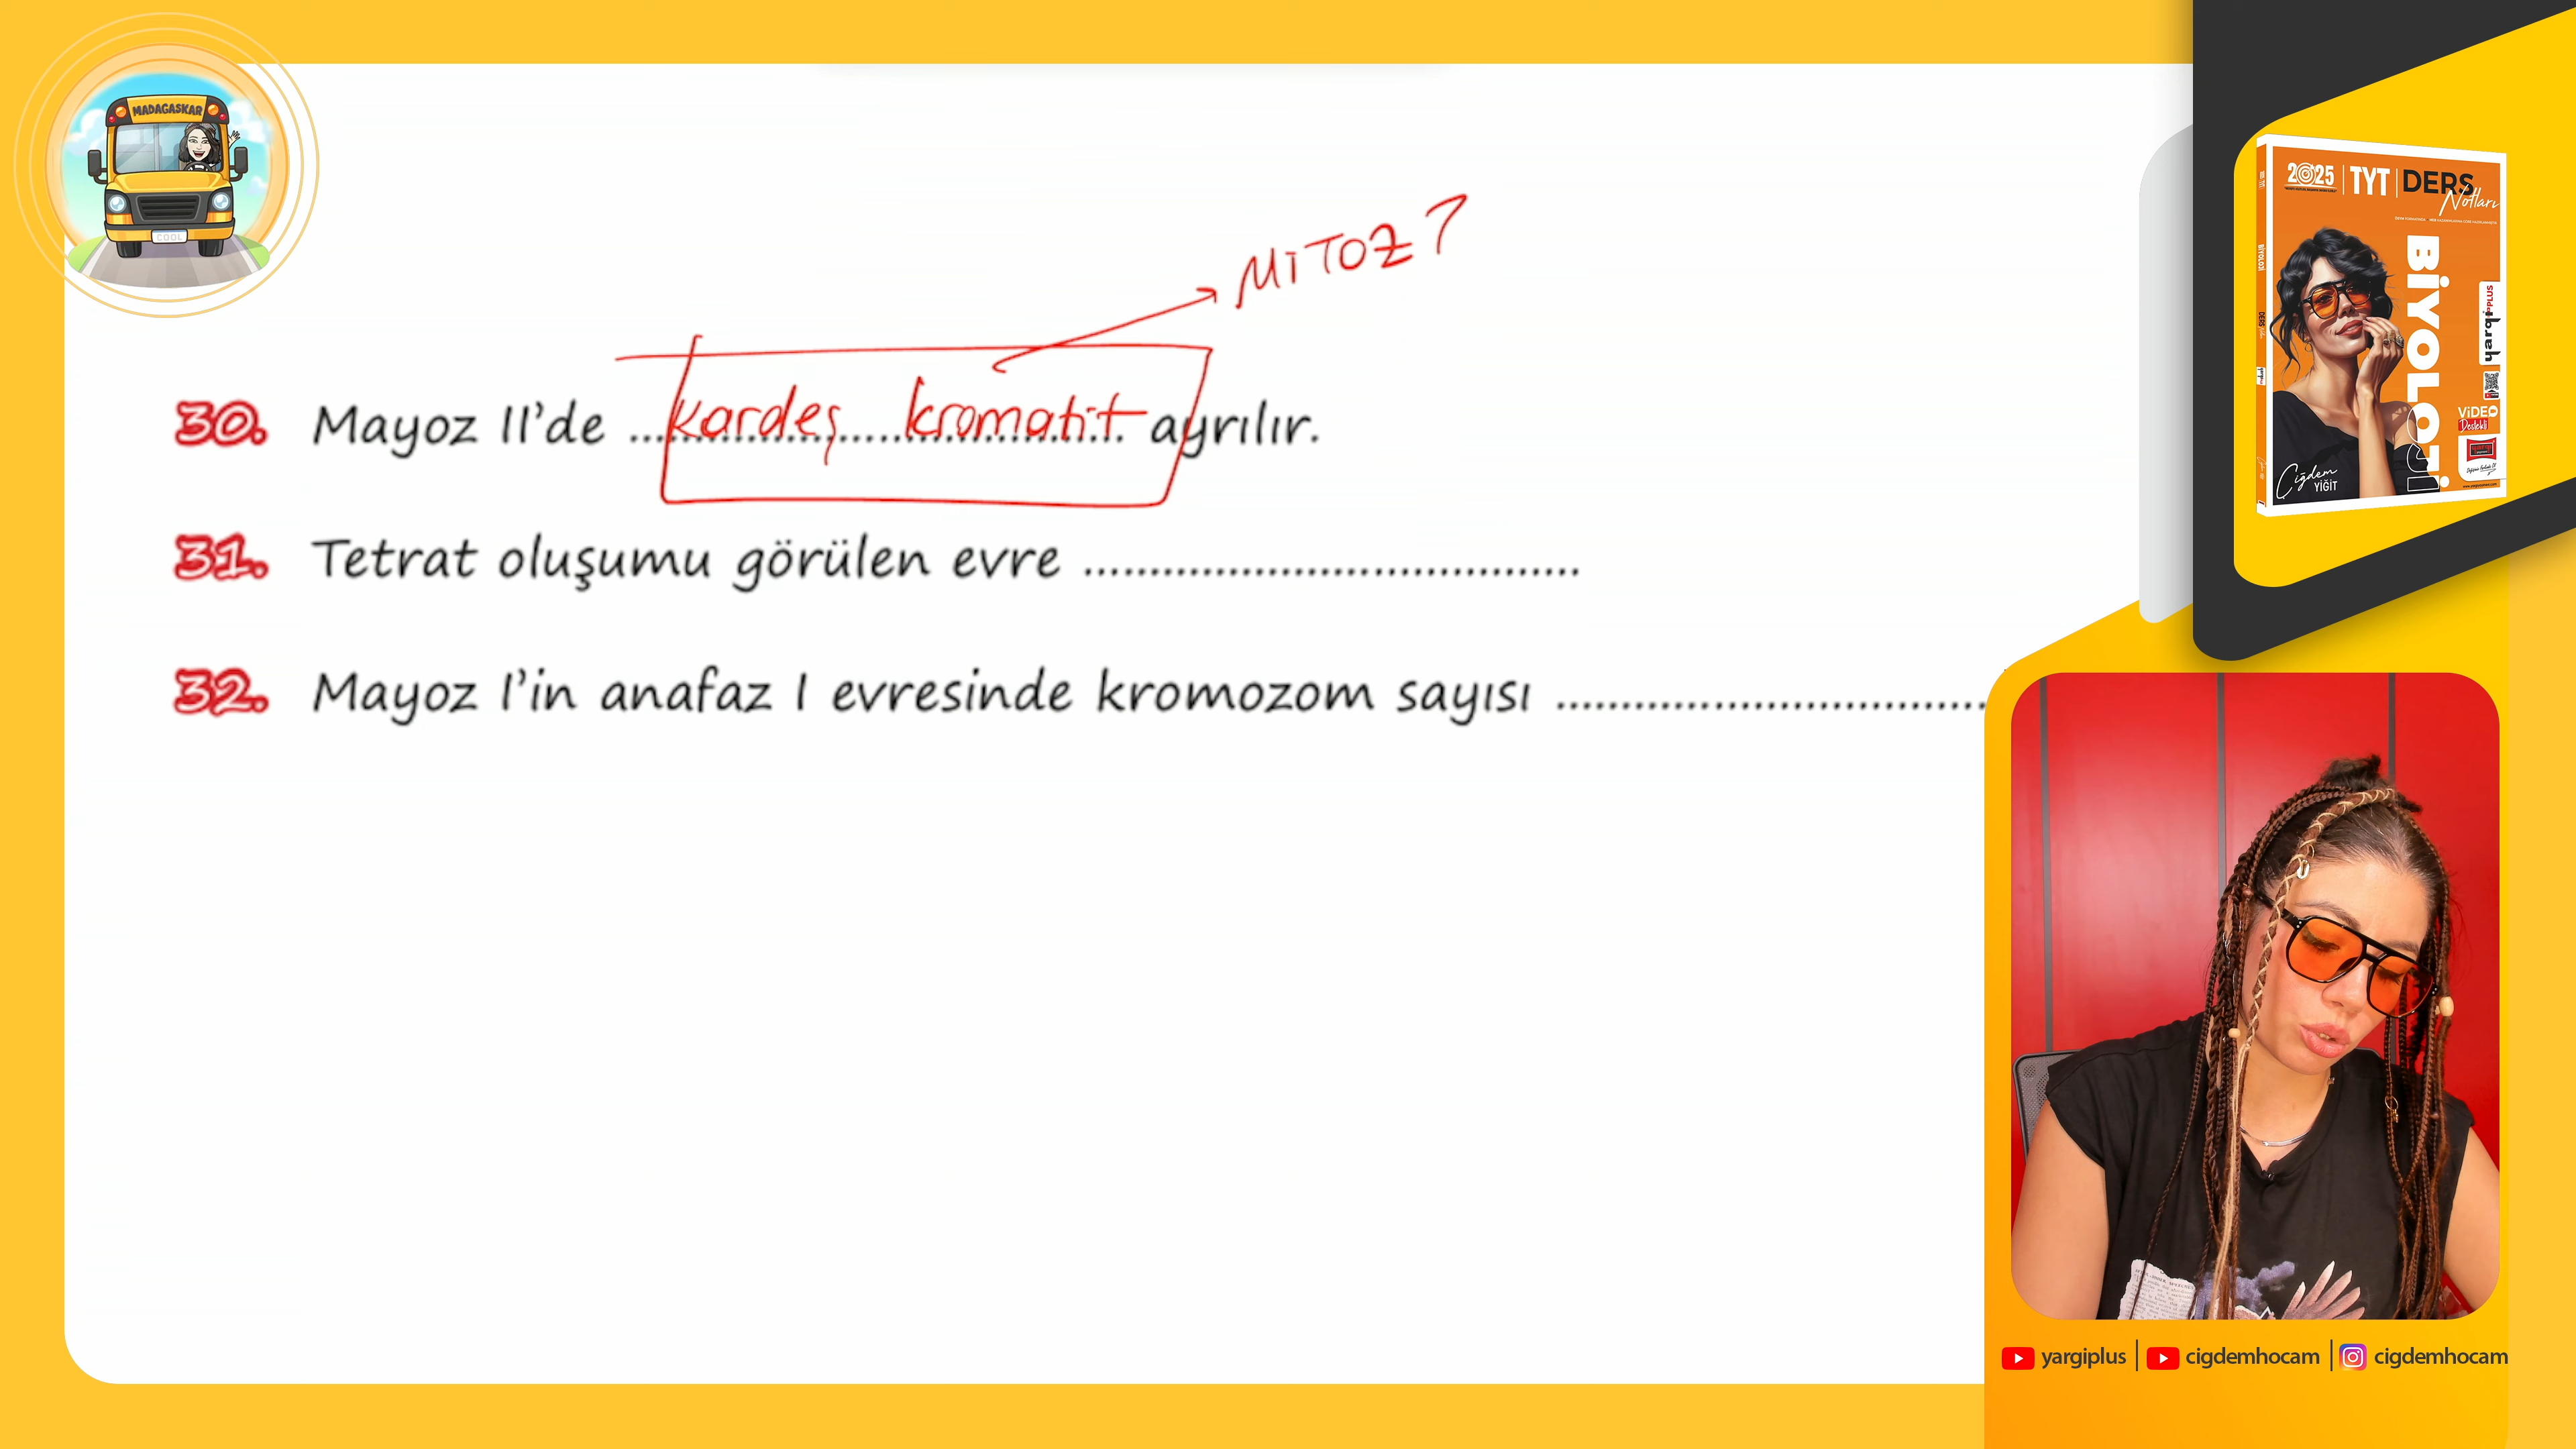 MADAGASKAR
COOL
MİTOZ?
30. Mayoz II'de kardeş kromatit ayrılır.
31. Tetrat oluşumu görülen evre ........................................
32. Mayoz I'in anafaz I evresinde kromozom sayısı ..................................
2025 TYT DERS Notları
BİYOLOJİ
yargı PLUS
VİDEO Destekli
Çiğdem YİĞİT
yargiplus | cigdemhocam | cigdemhocam